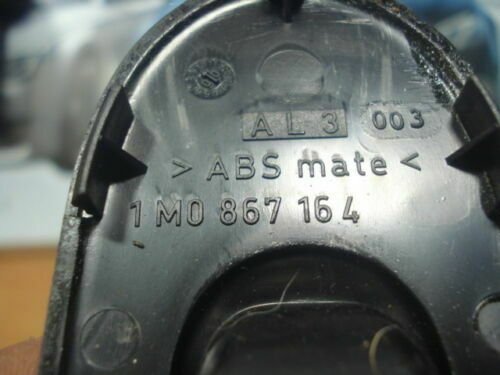 AL3 003
> ABS mate <
1M0 867 164